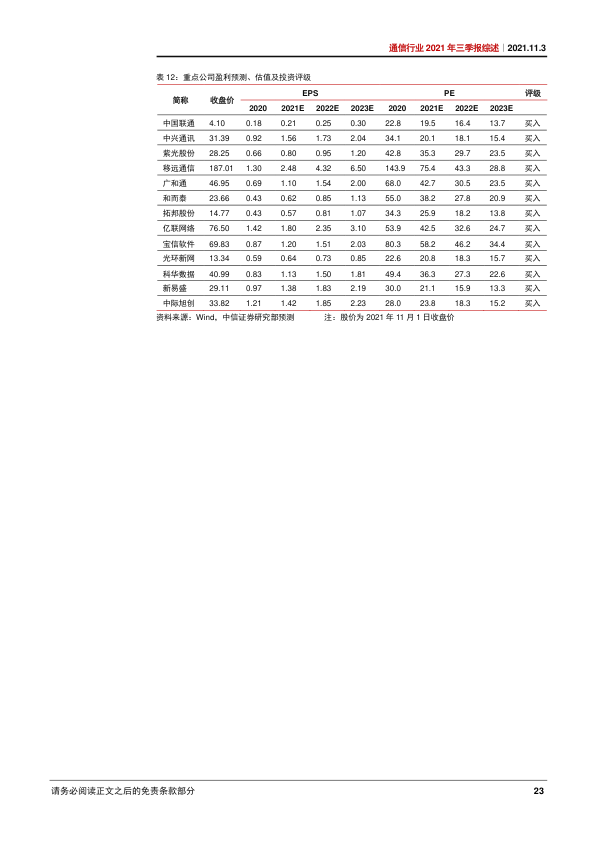 通信行业 2021 年三季报综述｜2021.11.3
表 12：重点公司盈利预测、估值及投资评级
简称 收盘价 EPS PE 评级
2020 2021E 2022E 2023E 2020 2021E 2022E 2023E
中国联通 4.10 0.18 0.21 0.25 0.30 22.8 19.5 16.4 13.7 买入
中兴通讯 31.39 0.92 1.56 1.73 2.04 34.1 20.1 18.1 15.4 买入
紫光股份 28.25 0.66 0.80 0.95 1.20 42.8 35.3 29.7 23.5 买入
移远通信 187.01 1.30 2.48 4.32 6.50 143.9 75.4 43.3 28.8 买入
广和通 46.95 0.69 1.10 1.54 2.00 68.0 42.7 30.5 23.5 买入
和而泰 23.66 0.43 0.62 0.85 1.13 55.0 38.2 27.8 20.9 买入
拓邦股份 14.77 0.43 0.57 0.81 1.07 34.3 25.9 18.2 13.8 买入
亿联网络 76.50 1.42 1.80 2.35 3.10 53.9 42.5 32.6 24.7 买入
宝信软件 69.83 0.87 1.20 1.51 2.03 80.3 58.2 46.2 34.4 买入
光环新网 13.34 0.59 0.64 0.73 0.85 22.6 20.8 18.3 15.7 买入
科华数据 40.99 0.83 1.13 1.50 1.81 49.4 36.3 27.3 22.6 买入
新易盛 29.11 0.97 1.38 1.83 2.19 30.0 21.1 15.9 13.3 买入
中际旭创 33.82 1.21 1.42 1.85 2.23 28.0 23.8 18.3 15.2 买入
资料来源：Wind，中信证券研究部预测 注：股价为 2021 年 11 月 1 日收盘价
请务必阅读正文之后的免责条款部分 23